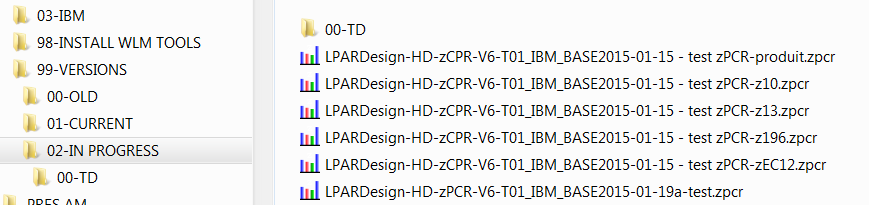 03-IBM
98-INSTALL WLM TOOLS
99-VERSIONS
00-OLD
01-CURRENT
02-IN PROGRESS
00-TD
PRES AM
00-TD
LPARDesign-HD-zCPR-V6-T01_IBM_BASE2015-01-15 - test zPCR-produit.zpcr
LPARDesign-HD-zCPR-V6-T01_IBM_BASE2015-01-15 - test zPCR-z10.zpcr
LPARDesign-HD-zCPR-V6-T01_IBM_BASE2015-01-15 - test zPCR-z13.zpcr
LPARDesign-HD-zCPR-V6-T01_IBM_BASE2015-01-15 - test zPCR-z196.zpcr
LPARDesign-HD-zCPR-V6-T01_IBM_BASE2015-01-15 - test zPCR-zEC12.zpcr
LPARDesign-HD-zPCR-V6-T01_IBM_BASE2015-01-19a-test.zpcr